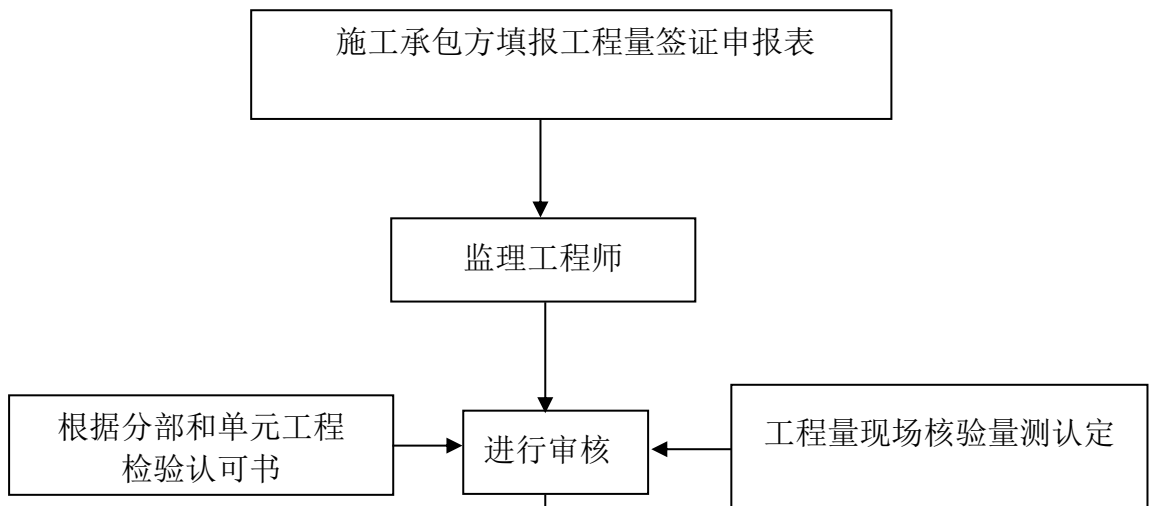 施工承包方填报工程量签证申报表
监理工程师
根据分部和单元工程
检验认可书
进行审核
工程量现场核验量测认定